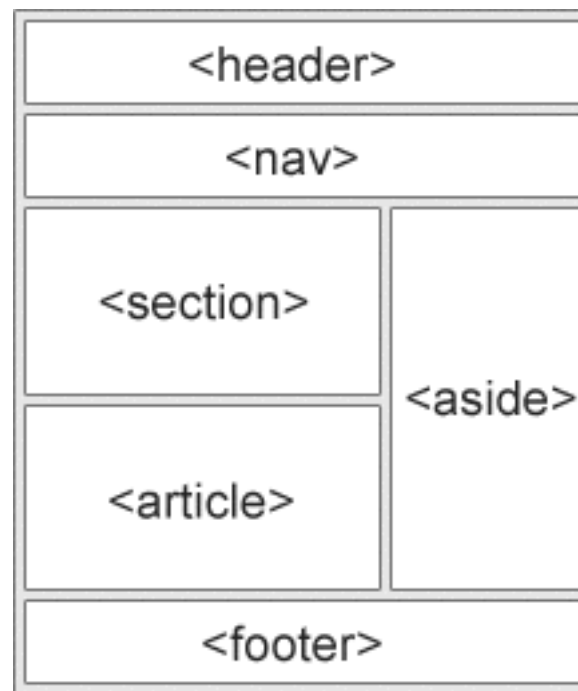 <header>
<nav>
<section>
<aside>
<article>
<footer>